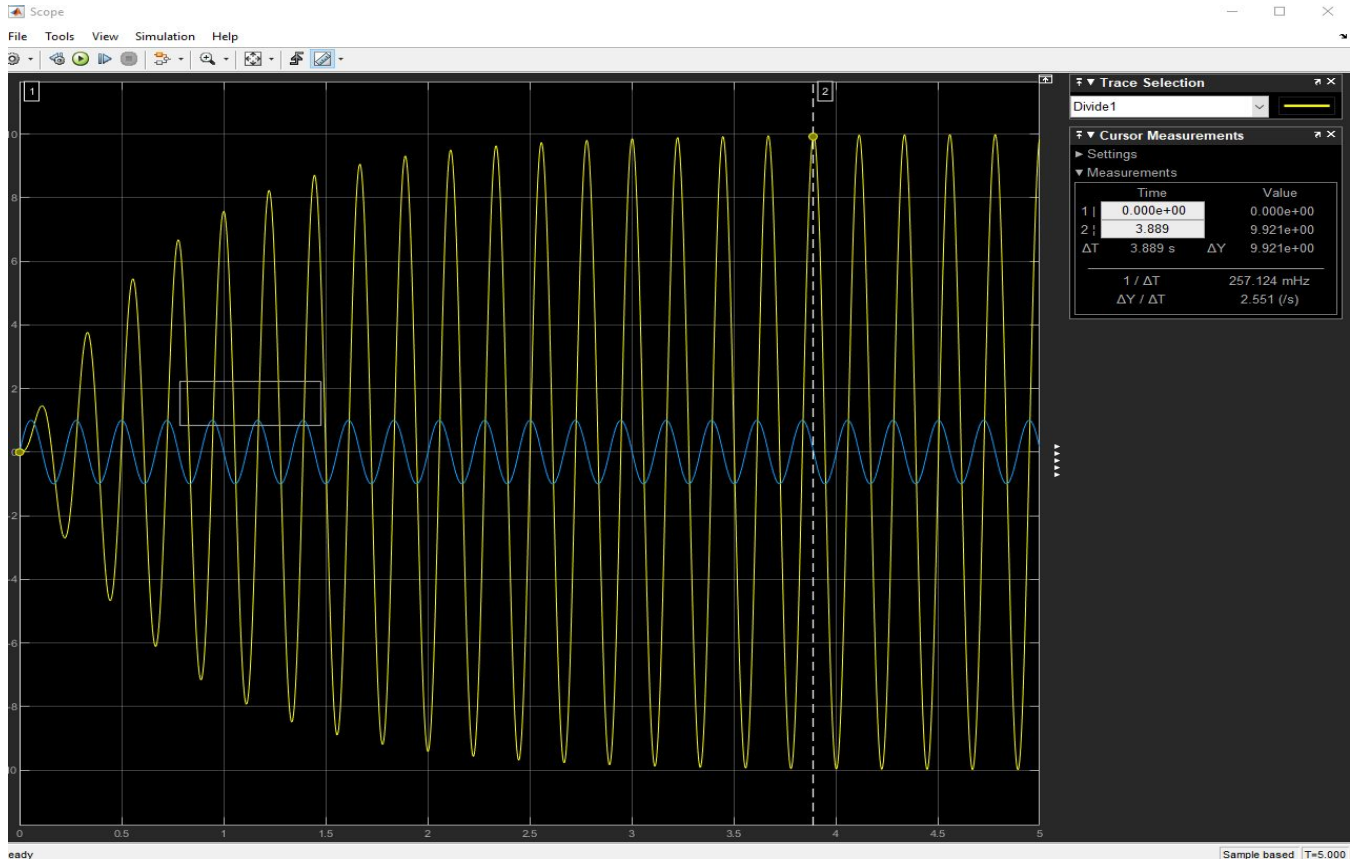 Scope
File Tools View Simulation Help
1
2
10
8
6
4
2
0
-2
-4
-6
-8
10
0 0.5 1 1.5 2 2.5 3 3.5 4 4.5 5
Trace Selection
Divide1
Cursor Measurements
Settings
Measurements
Time Value
1 | 0.000e+00 0.000e+00
2 ¦ 3.889 9.921e+00
ΔT 3.889 s ΔY 9.921e+00
1 / ΔT 257.124 mHz
ΔY / ΔT 2.551 (/s)
eady Sample based T=5.000